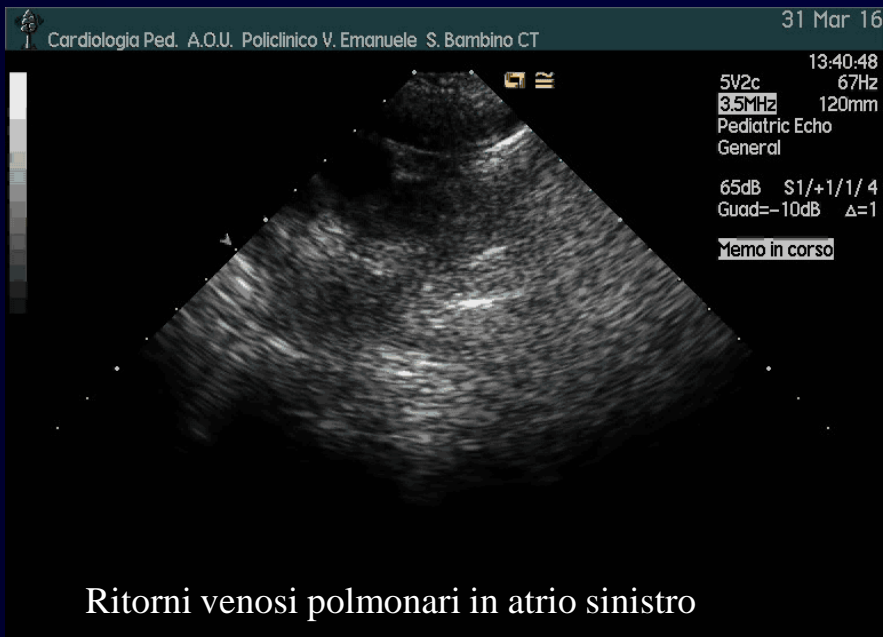 31 Mar 16
Cardiologia Ped. A.O.U. Policlinico V. Emanuele S. Bambino CT
13:40:48
5V2c 67Hz
3.5MHz 120mm
Pediatric Echo
General
65dB S1/+1/1/4
Guad=-10dB Δ=1
Memo in corso
Ritorni venosi polmonari in atrio sinistro